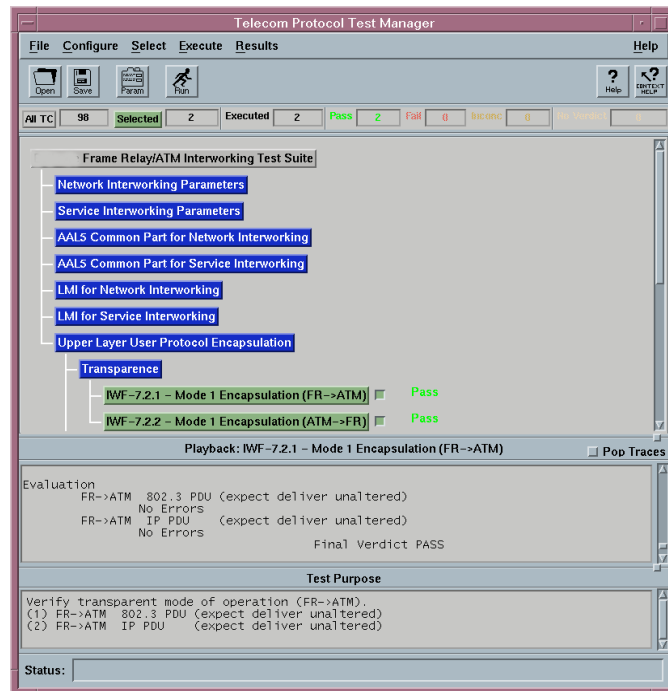 Telecom Protocol Test Manager
File Configure Select Execute Results Help
Open Save Param Run Help CONTEXT HELP
All TC 98 Selected 2 Executed 2 Pass 2 Fail 0 Inconc 0 No Verdict 0
Frame Relay/ATM Interworking Test Suite
Network Interworking Parameters
Service Interworking Parameters
AAL5 Common Part for Network Interworking
AAL5 Common Part for Service Interworking
LMI for Network Interworking
LMI for Service Interworking
Upper Layer User Protocol Encapsulation
Transparence
IWF-7.2.1 - Mode 1 Encapsulation (FR->ATM) Pass
IWF-7.2.2 - Mode 1 Encapsulation (ATM->FR) Pass
Playback: IWF-7.2.1 - Mode 1 Encapsulation (FR->ATM) Pop Traces
Evaluation
FR->ATM 802.3 PDU (expect deliver unaltered)
No Errors
FR->ATM IP PDU (expect deliver unaltered)
No Errors
Final Verdict PASS
Test Purpose
Verify transparent mode of operation (FR->ATM).
(1) FR->ATM 802.3 PDU (expect deliver unaltered)
(2) FR->ATM IP PDU (expect deliver unaltered)
Status: